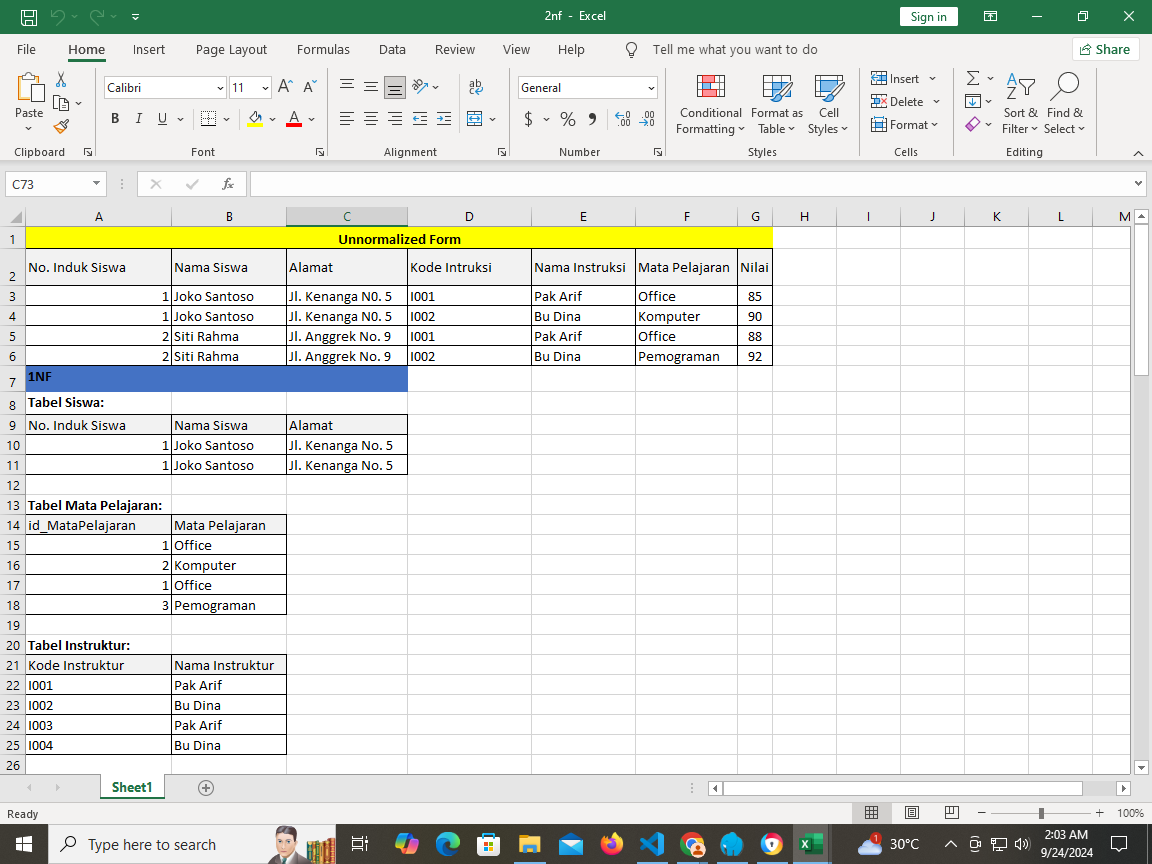 2nf - Excel
Sign in
File Home Insert Page Layout Formulas Data Review View Help Tell me what you want to do Share
Calibri 11 General
Paste
B I U $ % 9
Conditional Formatting
Format as Table
Cell Styles
Insert
Delete
Format
Sort & Filter
Find & Select
Clipboard Font Alignment Number Styles Cells Editing
C73 fx
A B C D E F G H I J K L M
1 Unnormalized Form
2 No. Induk Siswa Nama Siswa Alamat Kode Intruksi Nama Instruksi Mata Pelajaran Nilai
3 1 Joko Santoso Jl. Kenanga N0. 5 I001 Pak Arif Office 85
4 1 Joko Santoso Jl. Kenanga N0. 5 I002 Bu Dina Komputer 90
5 2 Siti Rahma Jl. Anggrek No. 9 I001 Pak Arif Office 88
6 2 Siti Rahma Jl. Anggrek No. 9 I002 Bu Dina Pemograman 92
7 1NF
8 Tabel Siswa:
9 No. Induk Siswa Nama Siswa Alamat
10 1 Joko Santoso Jl. Kenanga No. 5
11 1 Joko Santoso Jl. Kenanga No. 5
12
13 Tabel Mata Pelajaran:
14 id_MataPelajaran Mata Pelajaran
15 1 Office
16 2 Komputer
17 1 Office
18 3 Pemograman
19
20 Tabel Instruktur:
21 Kode Instruktur Nama Instruktur
22 I001 Pak Arif
23 I002 Bu Dina
24 I003 Pak Arif
25 I004 Bu Dina
26
Sheet1
Ready 100%
Type here to search 1 30°C 2:03 AM
9/24/2024